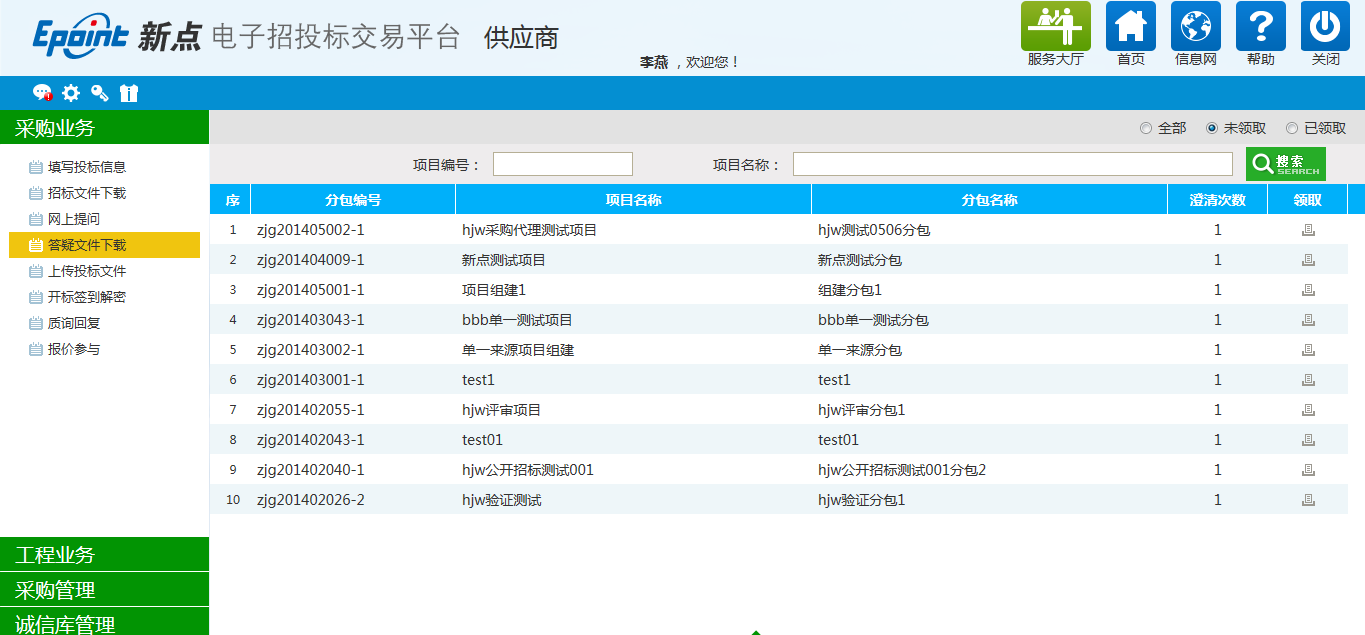 Epoint 新点 电子招投标交易平台 供应商
李燕 ，欢迎您！
服务大厅 首页 信息网 帮助 关闭
采购业务
填写投标信息
招标文件下载
网上提问
答疑文件下载
上传投标文件
开标签到解密
质询回复
报价参与
工程业务
采购管理
诚信库管理
全部 未领取 已领取
项目编号： 项目名称： 搜索 SEARCH
序 分包编号 项目名称 分包名称 澄清次数 领取
1 zjg201405002-1 hjw采购代理测试项目 hjw测试0506分包 1
2 zjg201404009-1 新点测试项目 新点测试分包 1
3 zjg201405001-1 项目组建1 组建分包1 1
4 zjg201403043-1 bbb单一测试项目 bbb单一测试分包 1
5 zjg201403002-1 单一来源项目组建 单一来源分包 1
6 zjg201403001-1 test1 test1 1
7 zjg201402055-1 hjw评审项目 hjw评审分包1 1
8 zjg201402043-1 test01 test01 1
9 zjg201402040-1 hjw公开招标测试001 hjw公开招标测试001分包2 1
10 zjg201402026-2 hjw验证测试 hjw验证分包1 1